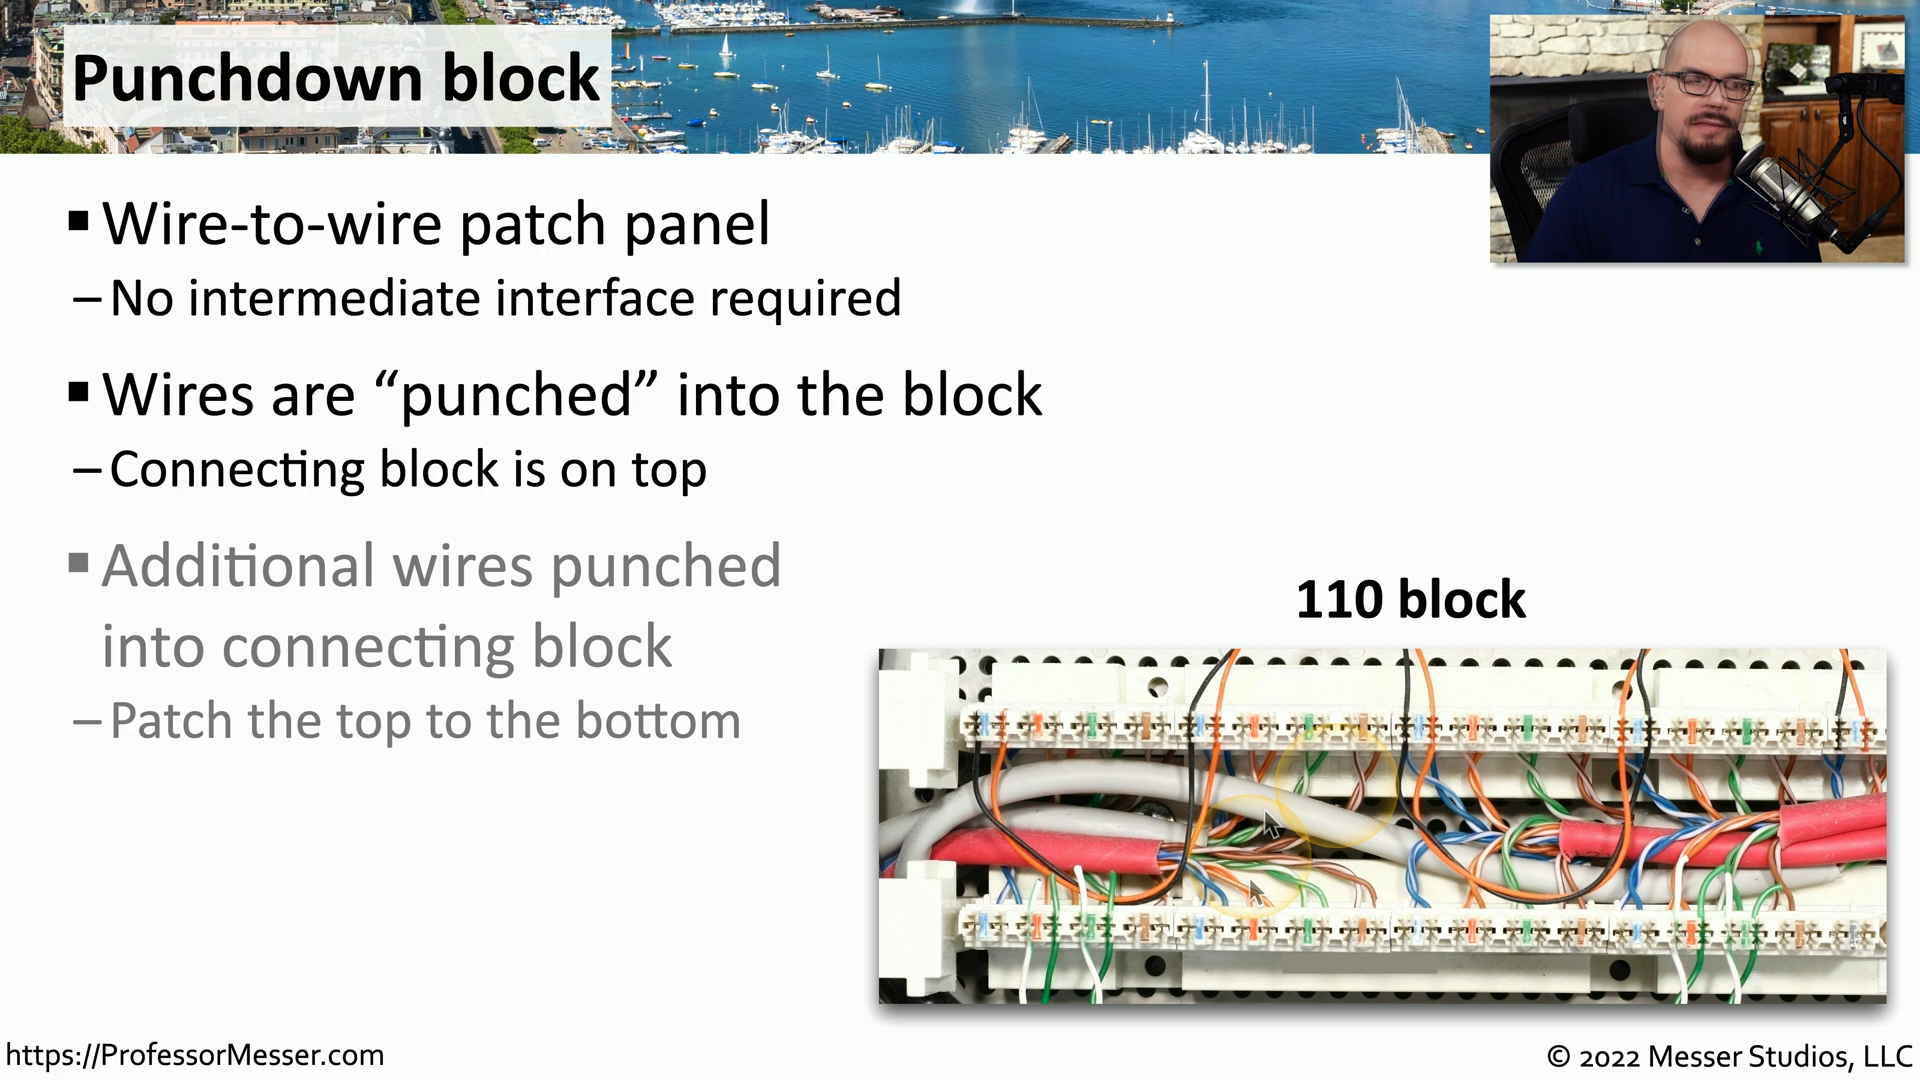 Punchdown block
▪ Wire-to-wire patch panel
– No intermediate interface required
▪ Wires are “punched” into the block
– Connecting block is on top
▪ Additional wires punched
into connecting block
– Patch the top to the bottom
110 block
https://ProfessorMesser.com
© 2022 Messer Studios, LLC